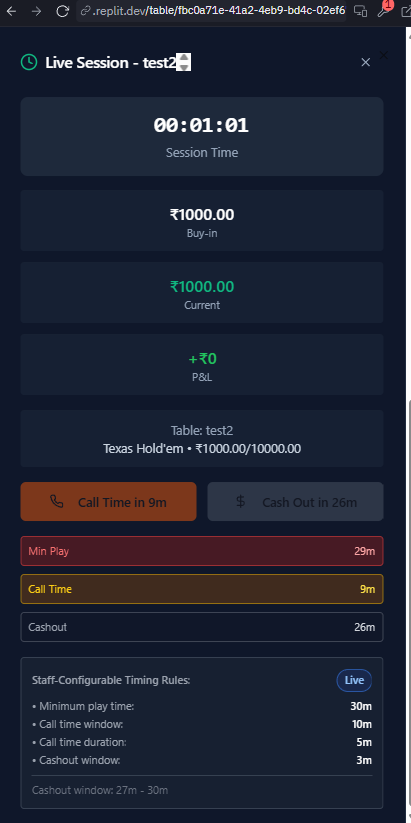 .replit.dev/table/fbc0a71e-41a2-4eb9-bd4c-02ef6
1
Live Session - test2
00:01:01
Session Time
₹1000.00
Buy-in
₹1000.00
Current
+₹0
P&L
Table: test2
Texas Hold'em • ₹1000.00/10000.00
Call Time in 9m
$ Cash Out in 26m
Min Play 29m
Call Time 9m
Cashout 26m
Staff-Configurable Timing Rules: Live
• Minimum play time: 30m
• Call time window: 10m
• Call time duration: 5m
• Cashout window: 3m
Cashout window: 27m - 30m